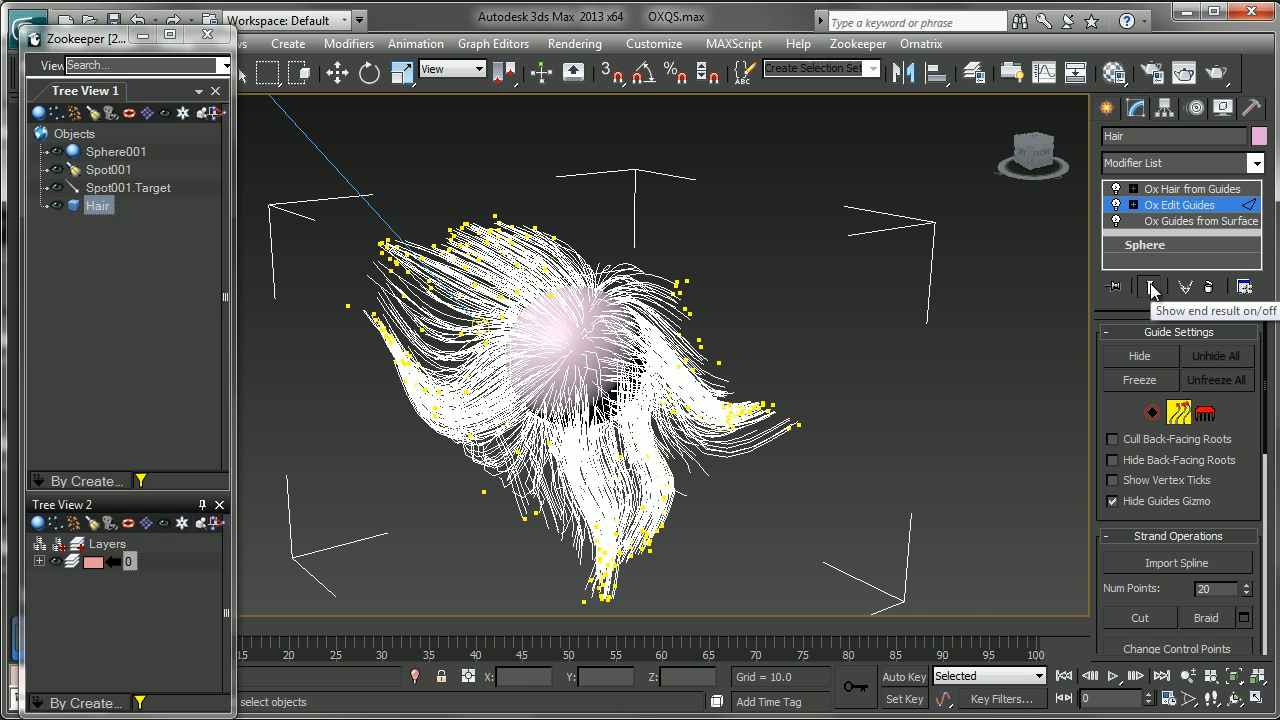 Workspace: Default
Autodesk 3ds Max 2013 x64 OXQS.max
Type a keyword or phrase
Zookeeper [2...
Create Modifiers Animation Graph Editors Rendering Customize MAXScript Help Zookeeper Ornatrix
View
Search...
View
Create Selection Set
Tree View 1
Objects
Sphere001
Spot001
Spot001.Target
Hair
By Create...
Tree View 2
Layers
0
By Create...
Hair
Modifier List
Ox Hair from Guides
Ox Edit Guides
Ox Guides from Surface
Sphere
Show end result on/off
Guide Settings
Hide Unhide All
Freeze Unfreeze All
Cull Back-Facing Roots
Hide Back-Facing Roots
Show Vertex Ticks
Hide Guides Gizmo
Strand Operations
Import Spline
Num Points: 20
Cut Braid
Change Control Points
15 20 25 30 35 40 45 50 55 60 65 70 75 80 85 90 95 100
X: Y: Z: Grid = 10.0 Auto Key Selected
select objects Add Time Tag Set Key Key Filters... 0